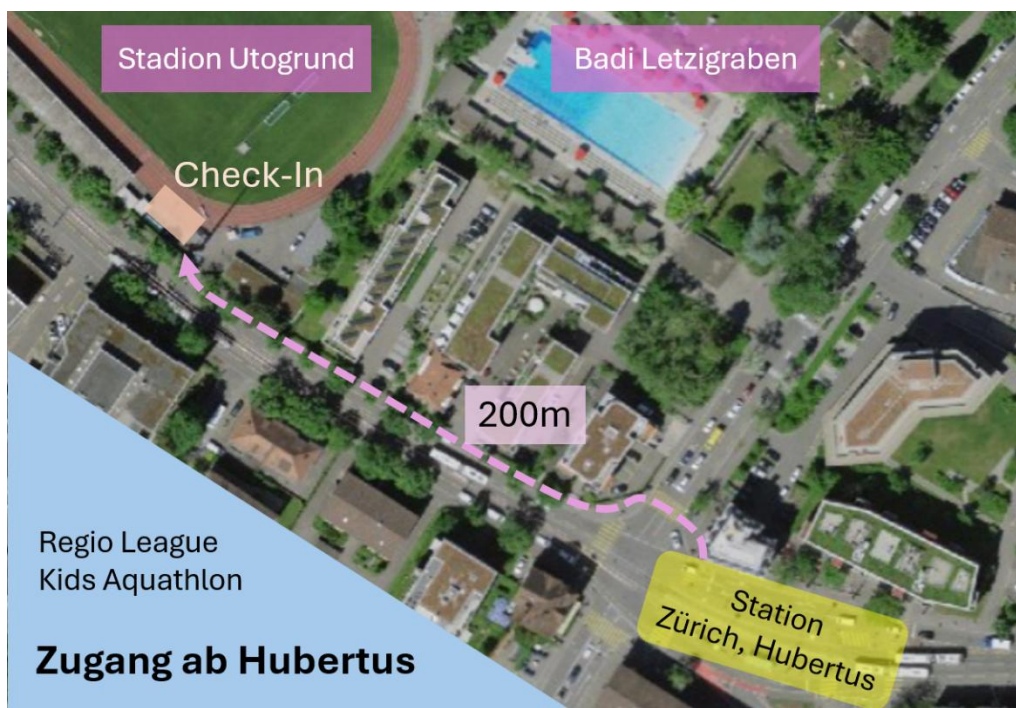 Stadion Utogrund
Badi Letzigraben
Check-In
200m
Regio League
Kids Aquathlon
Station
Zürich, Hubertus
Zugang ab Hubertus